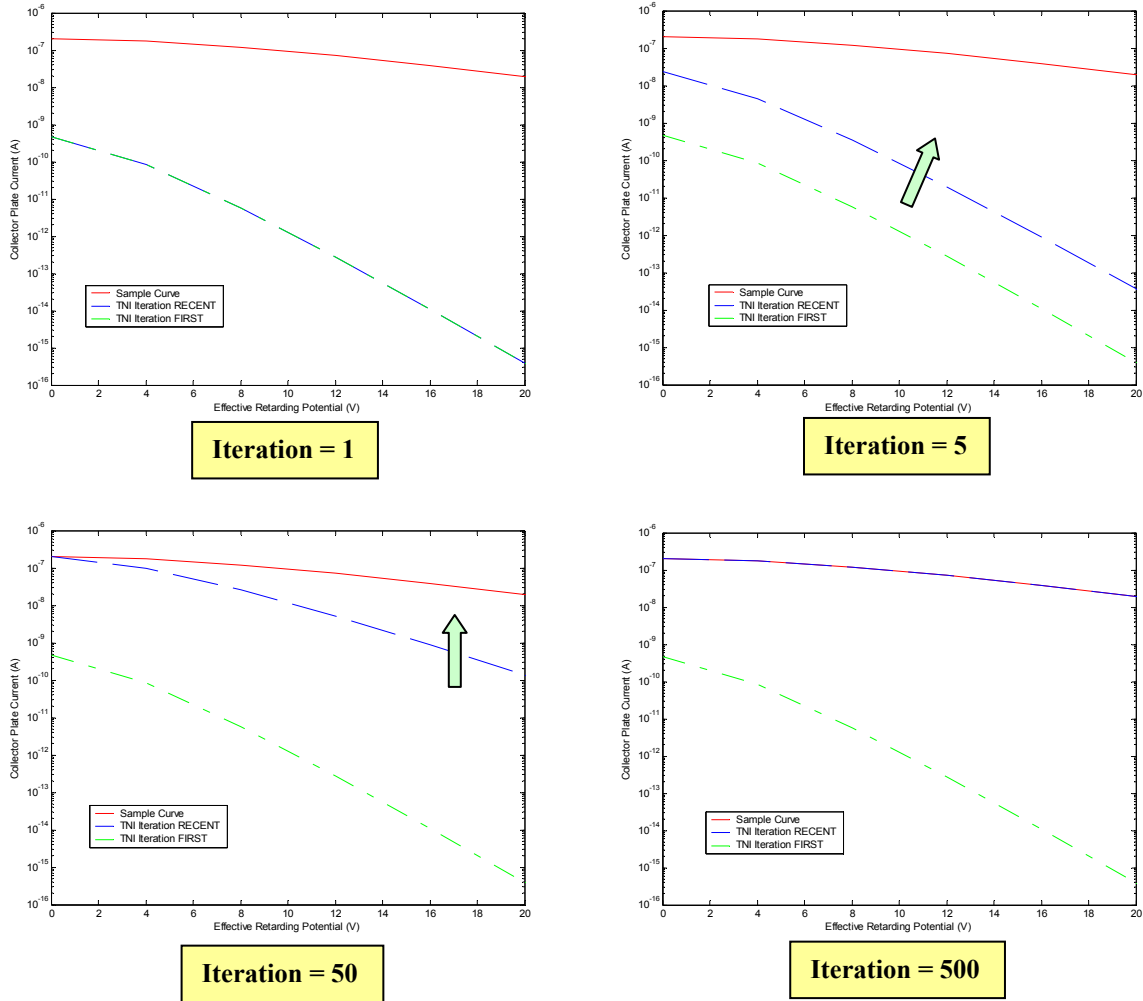 10-6
10-7
10-8
10-9
10-10
10-11
10-12
10-13
10-14
10-15
10-16
Collector Plate Current (A)
Sample Curve
TNI Iteration RECENT
TNI Iteration FIRST
0 2 4 6 8 10 12 14 16 18 20
Effective Retarding Potential (V)
Iteration = 1
10-6
10-7
10-8
10-9
10-10
10-11
10-12
10-13
10-14
10-15
10-16
Collector Plate Current (A)
Sample Curve
TNI Iteration RECENT
TNI Iteration FIRST
0 2 4 6 8 10 12 14 16 18 20
Effective Retarding Potential (V)
Iteration = 5
10-6
10-7
10-8
10-9
10-10
10-11
10-12
10-13
10-14
10-15
10-16
Collector Plate Current (A)
Sample Curve
TNI Iteration RECENT
TNI Iteration FIRST
0 2 4 6 8 10 12 14 16 18 20
Effective Retarding Potential (V)
Iteration = 50
10-6
10-7
10-8
10-9
10-10
10-11
10-12
10-13
10-14
10-15
10-16
Collector Plate Current (A)
Sample Curve
TNI Iteration RECENT
TNI Iteration FIRST
0 2 4 6 8 10 12 14 16 18 20
Effective Retarding Potential (V)
Iteration = 500